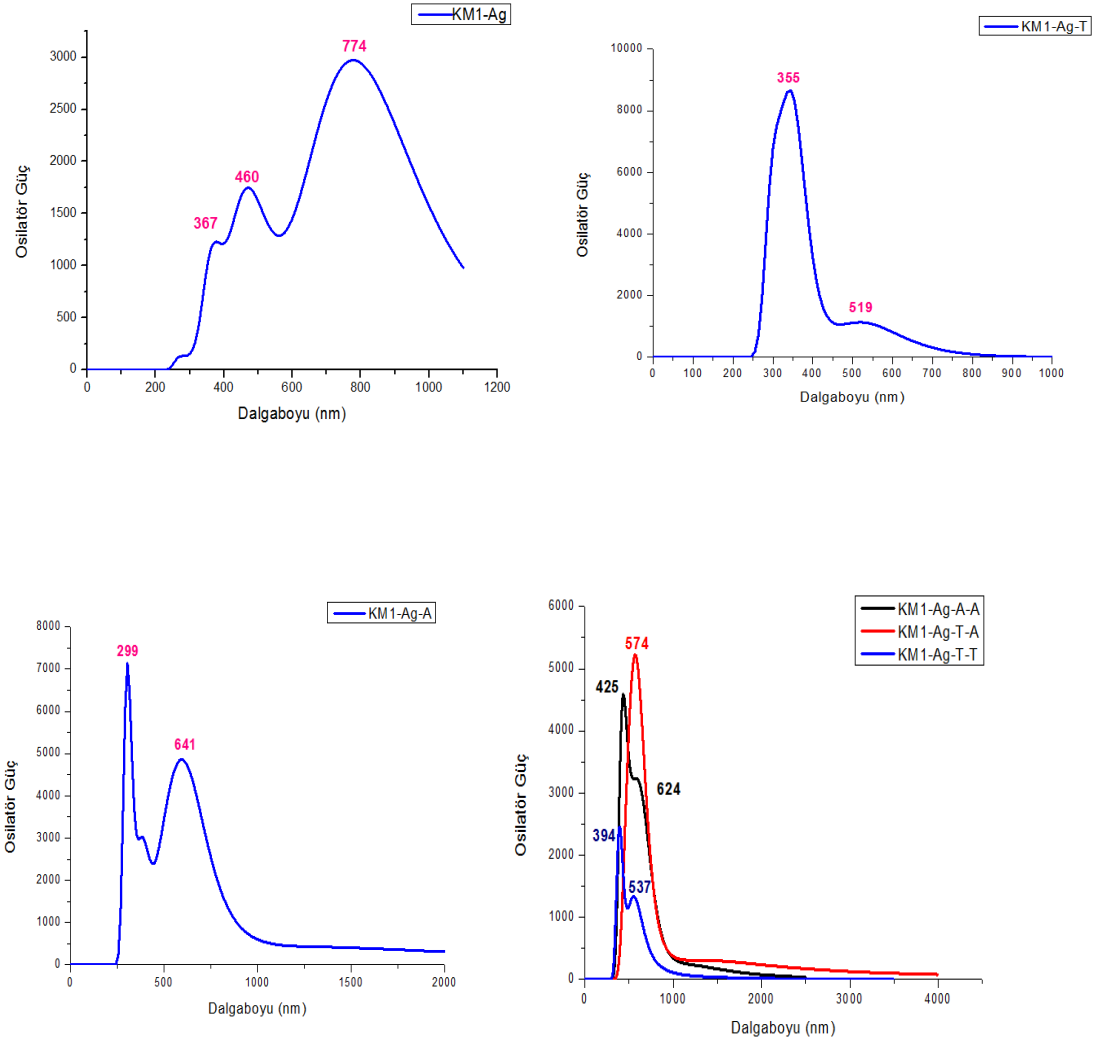 KM1-Ag
774
460
367
Osilatör Güç
3000
2500
2000
1500
1000
500
0
0 200 400 600 800 1000 1200
Dalgaboyu (nm)
KM1-Ag-T
355
519
Osilatör Güç
10000
8000
6000
4000
2000
0
0 100 200 300 400 500 600 700 800 900 1000
Dalgaboyu (nm)
KM1-Ag-A
299
641
Osilatör Güç
8000
7000
6000
5000
4000
3000
2000
1000
0
0 500 1000 1500 2000
Dalgaboyu (nm)
KM1-Ag-A-A
KM1-Ag-T-A
KM1-Ag-T-T
574
425
624
394
537
Osilatör Güç
6000
5000
4000
3000
2000
1000
0
0 1000 2000 3000 4000
Dalgaboyu (nm)